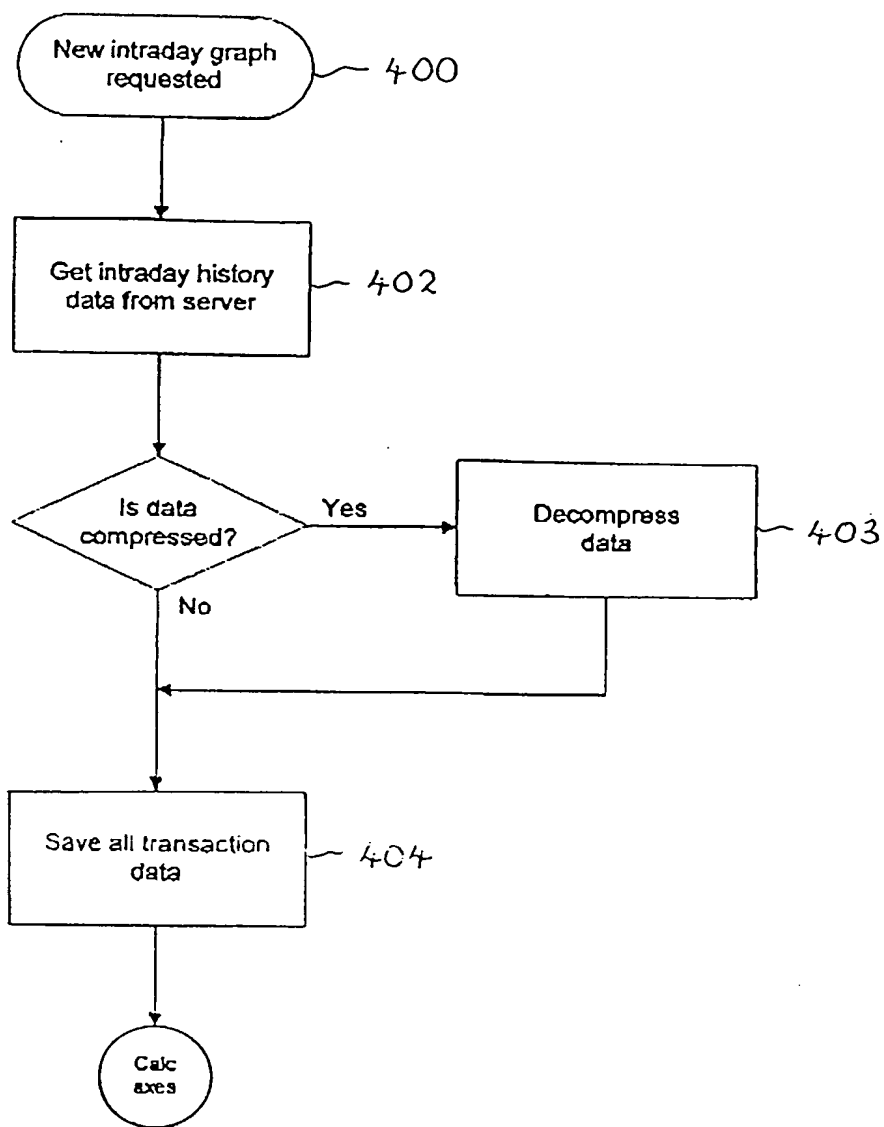 New intraday graph
requested
400
Get intraday history
data from server
402
Is data
compressed?
Yes
Decompress
data
403
No
Save all transaction
data
404
Calc
axes